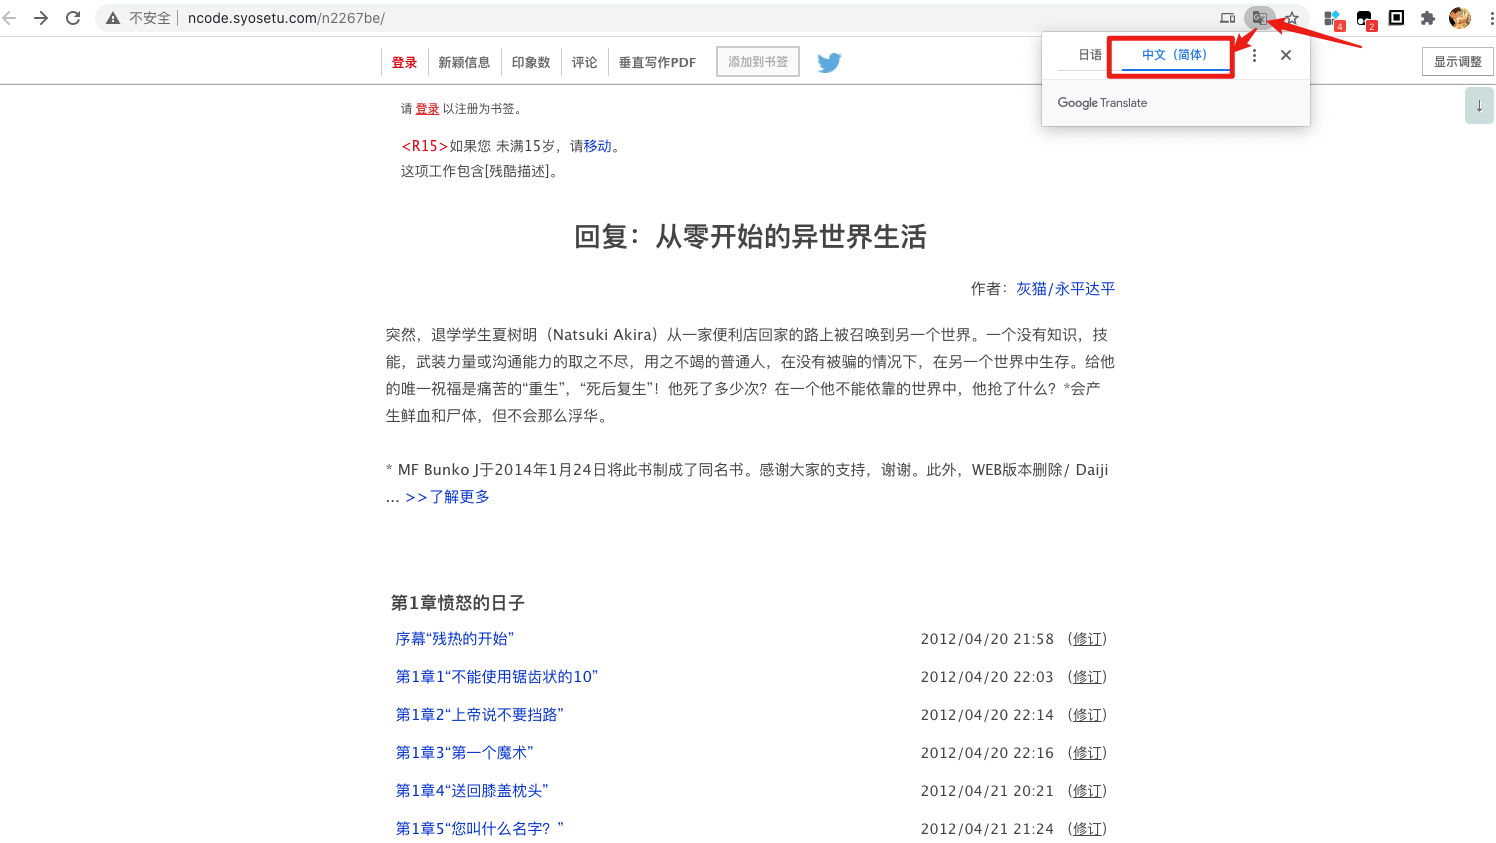 不安全 ncode.syosetu.com/n2267be/
4 2
日语 中文（简体）
Google Translate
登录 新颖信息 印象数 评论 垂直写作PDF 添加到书签 显示调整
↓
请 登录 以注册为书签。
<R15>如果您 未满15岁，请移动。
这项工作包含[残酷描述]。
回复：从零开始的异世界生活
作者：灰猫/永平达平
突然，退学学生夏树明（Natsuki Akira）从一家便利店回家的路上被召唤到另一个世界。一个没有知识，技
能，武装力量或沟通能力的取之不尽，用之不竭的普通人，在没有被骗的情况下，在另一个世界中生存。给他
的唯一祝福是痛苦的“重生”，“死后复生”！他死了多少次？在一个他不能依靠的世界中，他抢了什么？*会产
生鲜血和尸体，但不会那么浮华。
* MF Bunko J于2014年1月24日将此书制成了同名书。感谢大家的支持，谢谢。此外，WEB版本删除/ Daiji
... >>了解更多
第1章愤怒的日子
序幕“残热的开始” 2012/04/20 21:58 （修订）
第1章1“不能使用锯齿状的10” 2012/04/20 22:03 （修订）
第1章2“上帝说不要挡路” 2012/04/20 22:14 （修订）
第1章3“第一个魔术” 2012/04/20 22:16 （修订）
第1章4“送回膝盖枕头” 2012/04/21 20:21 （修订）
第1章5“您叫什么名字？” 2012/04/21 21:24 （修订）